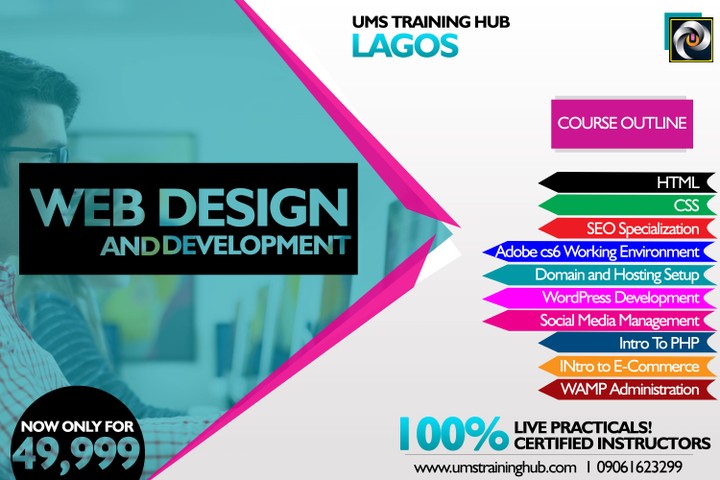 UMS TRAINING HUB
LAGOS
WEB DESIGN
AND DEVELOPMENT
COURSE OUTLINE
HTML
CSS
SEO Specialization
Adobe cs6 Working Environment
Domain and Hosting Setup
WordPress Development
Social Media Management
Intro To PHP
INtro to E-Commerce
WAMP Administration
NOW ONLY FOR
49,999
100% LIVE PRACTICALS!
CERTIFIED INSTRUCTORS
www.umstraininghub.com | 09061623299